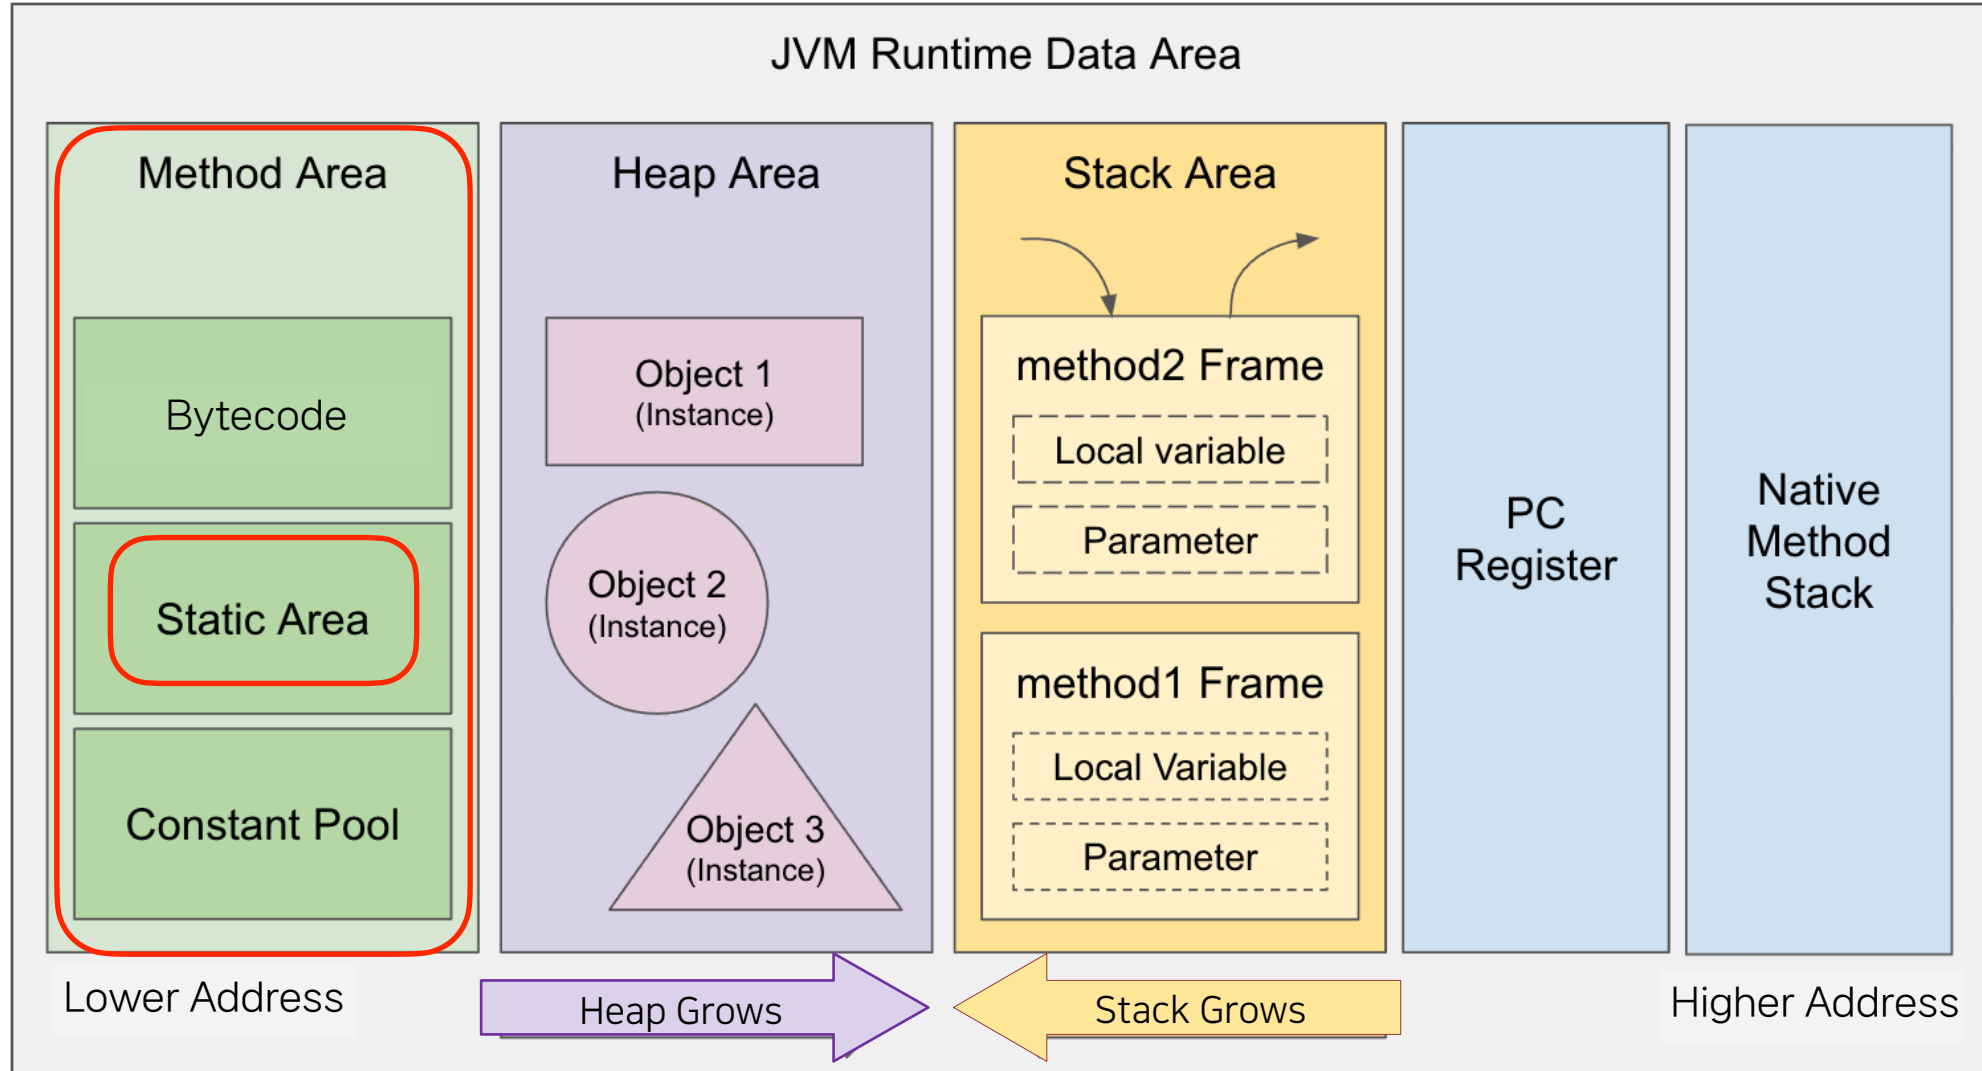 JVM Runtime Data Area
Method Area
Bytecode
Static Area
Constant Pool
Heap Area
Object 1
(Instance)
Object 2
(Instance)
Object 3
(Instance)
Stack Area
method2 Frame
Local variable
Parameter
method1 Frame
Local Variable
Parameter
PC
Register
Native
Method
Stack
Lower Address
Heap Grows
Stack Grows
Higher Address